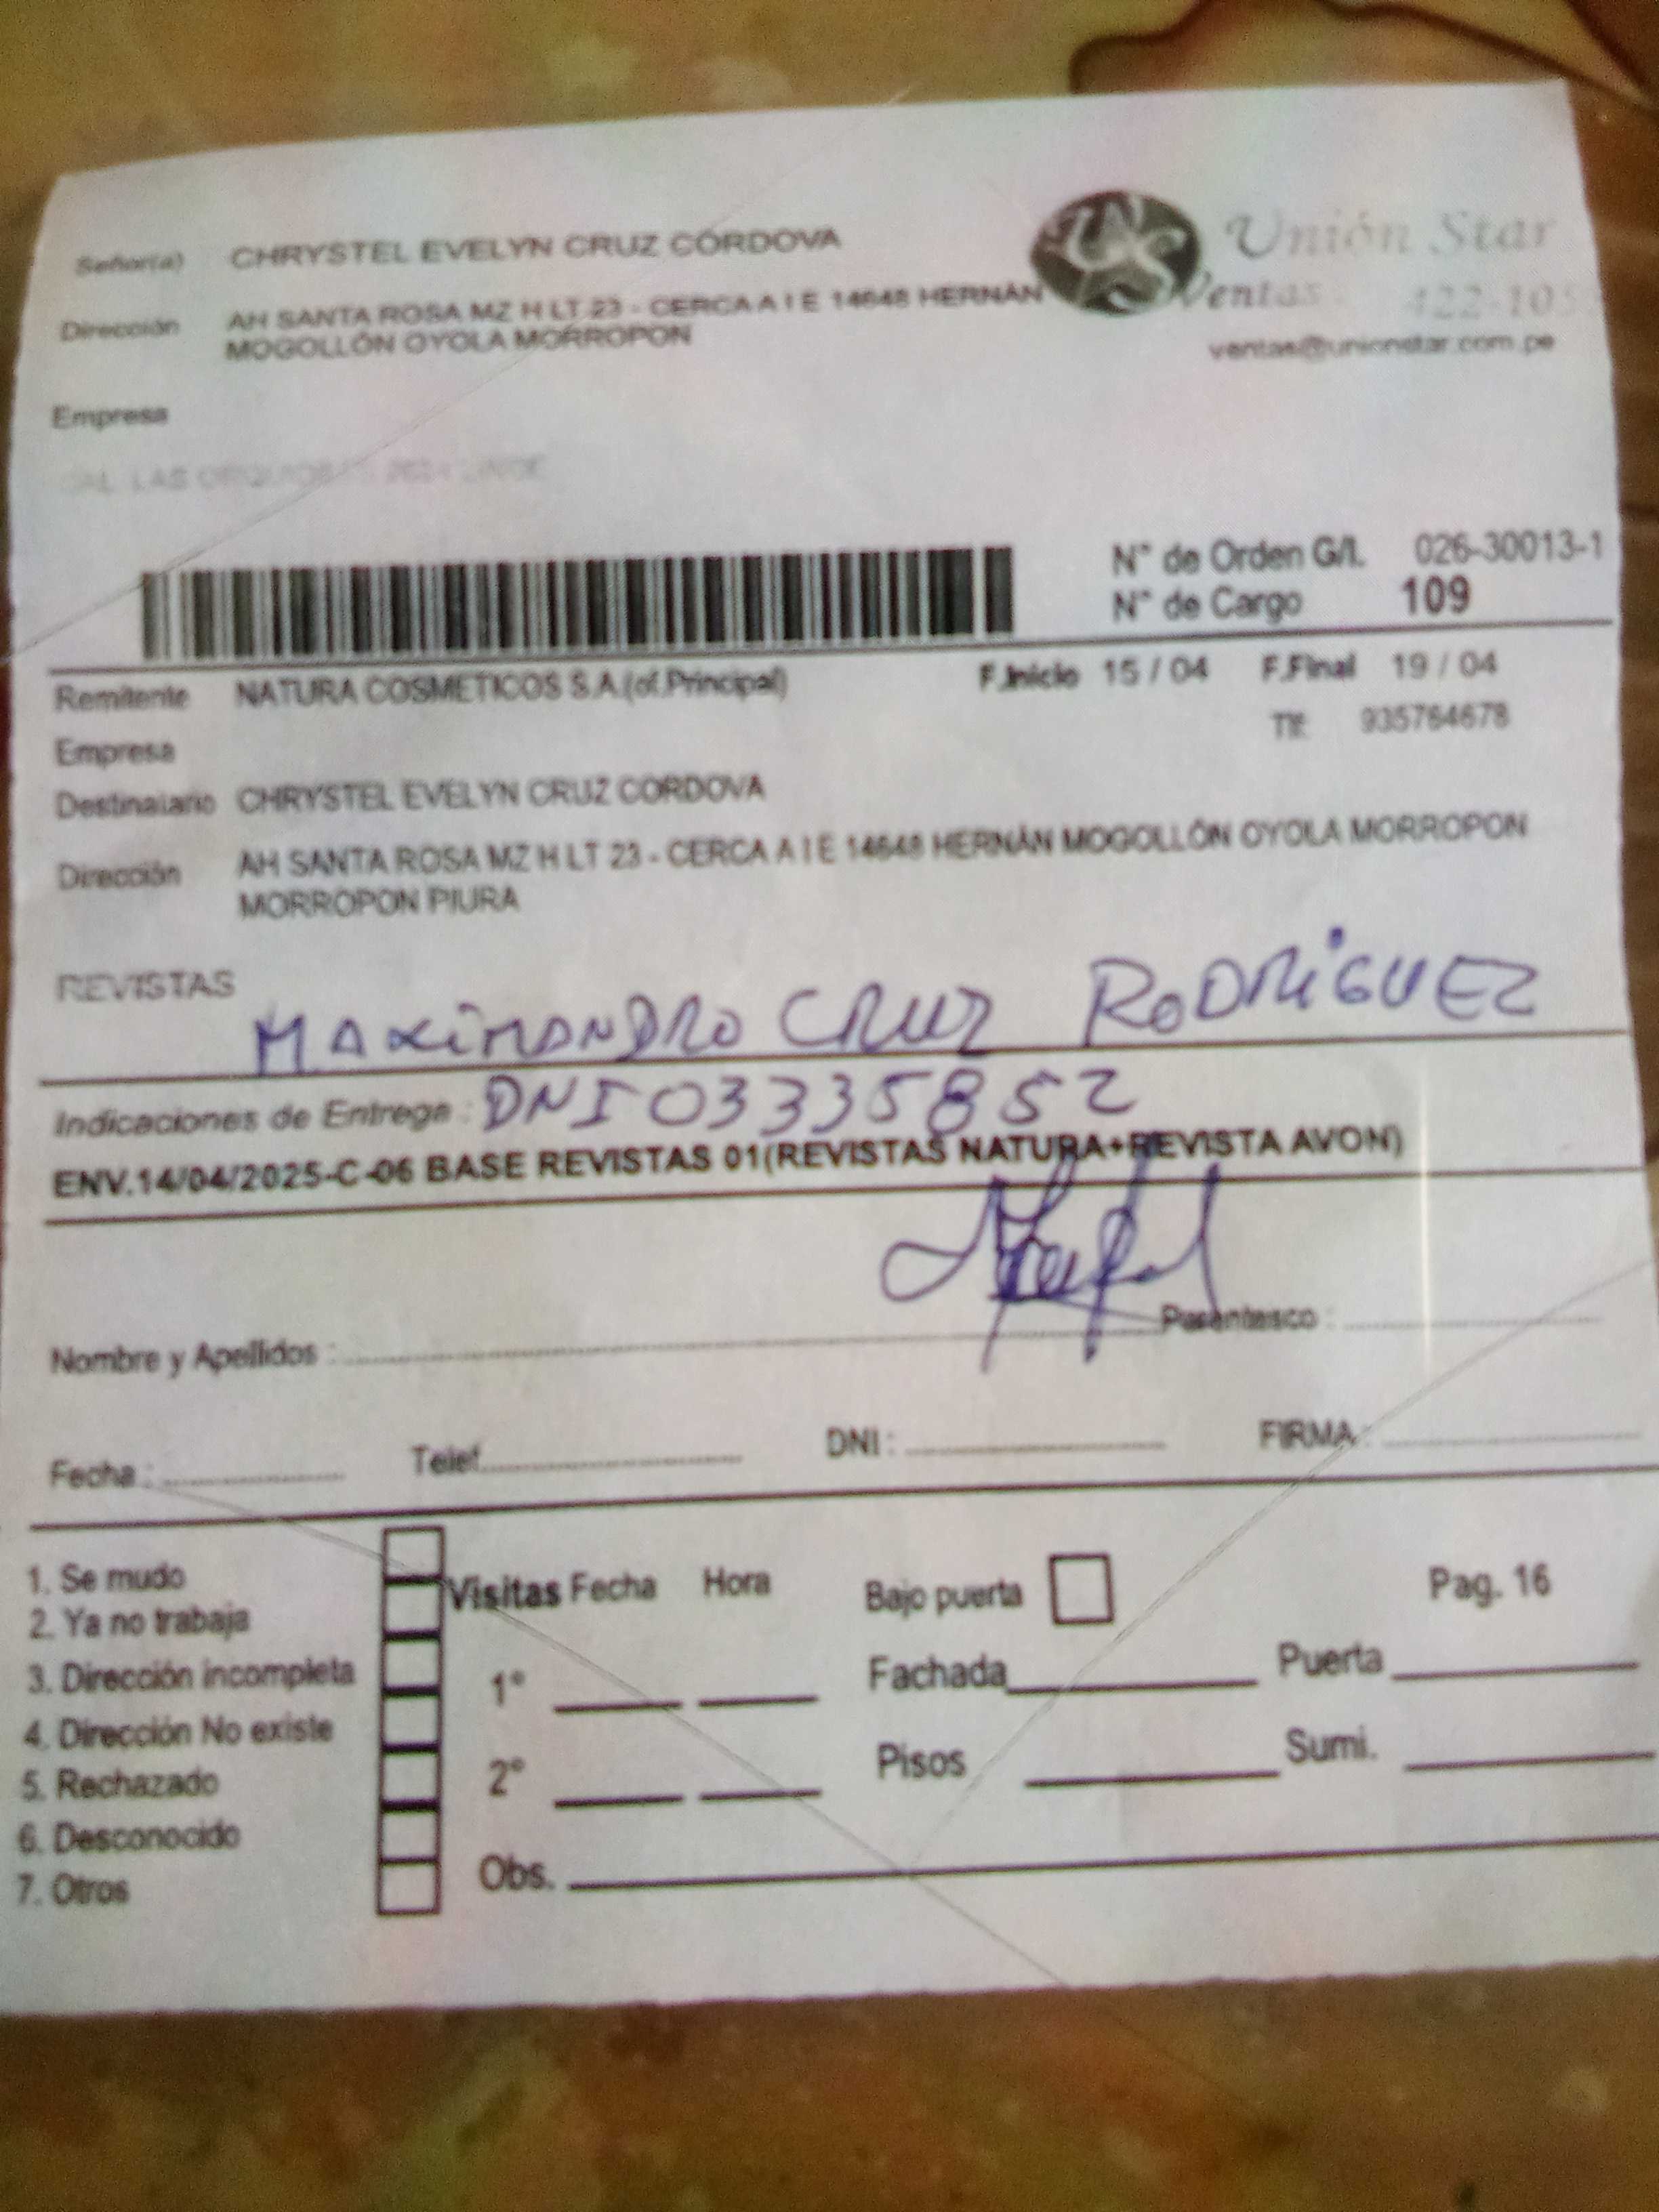 Señor(a) CHRYSTEL EVELYN CRUZ CÓRDOVA
Unión Star
Dirección AH SANTA ROSA MZ H LT 23 - CERCA A I E 14648 HERNÁN
MOGOLLÓN OYOLA MORROPON
Ventas : 422-105
ventas@unionstar.com.pe
Empresa
N° de Orden G/L 026-30013-1
N° de Cargo 109
Remitente NATURA COSMETICOS S.A.(of.Principal) F.Inicio 15 / 04 F.Final 19 / 04
Tlf: 935764678
Empresa
Destinatario CHRYSTEL EVELYN CRUZ CORDOVA
Dirección AH SANTA ROSA MZ H LT 23 - CERCA A I E 14648 HERNÁN MOGOLLÓN OYOLA MORROPON
MORROPON PIURA
REVISTAS
MAXIMANDRO CRUZ RODRIGUEZ
Indicaciones de Entrega : DNI 03335852
ENV.14/04/2025-C-06 BASE REVISTAS 01(REVISTAS NATURA+REVISTA AVON)
Nombre y Apellidos : Parentesco :
Fecha : Telef. DNI : FIRMA :
1. Se mudo
2. Ya no trabaja
3. Dirección incompleta
4. Dirección No existe
5. Rechazado
6. Desconocido
7. Otros
Visitas Fecha Hora
1°
2°
Obs.
Bajo puerta Pag. 16
Fachada Puerta
Pisos Sumi.